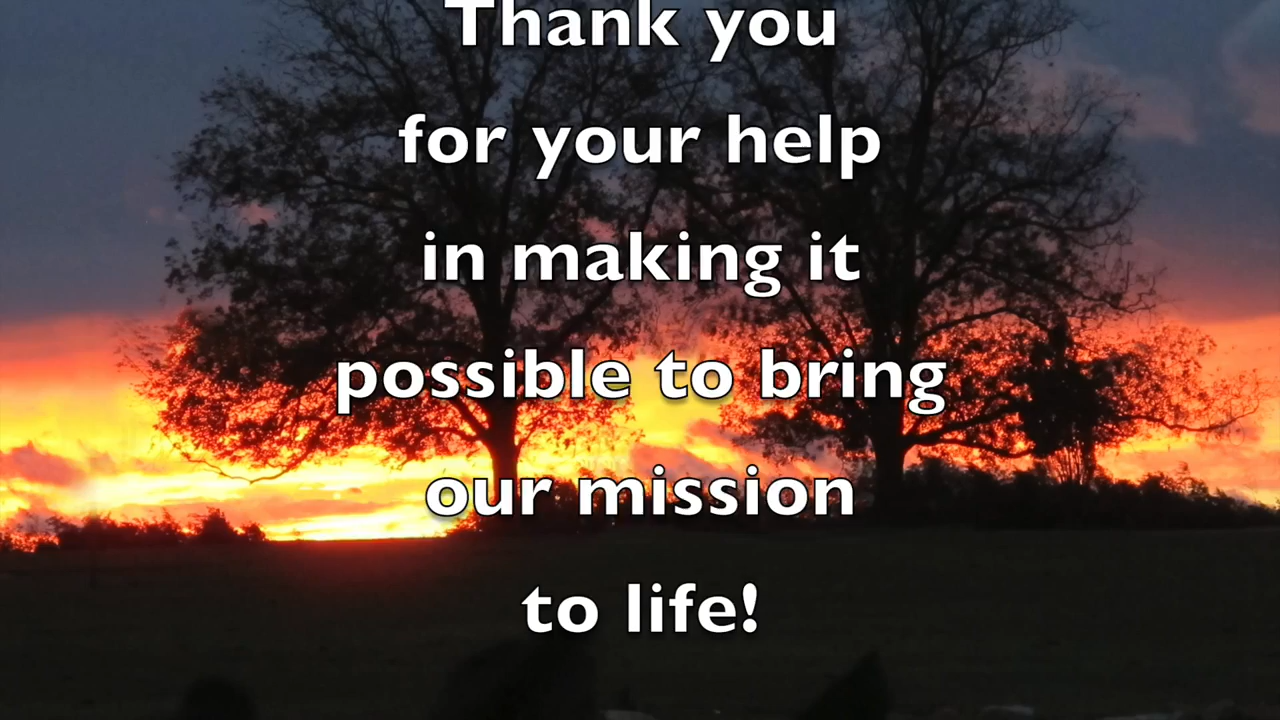 Thank you
for your help
in making it
possible to bring
our mission
to life!